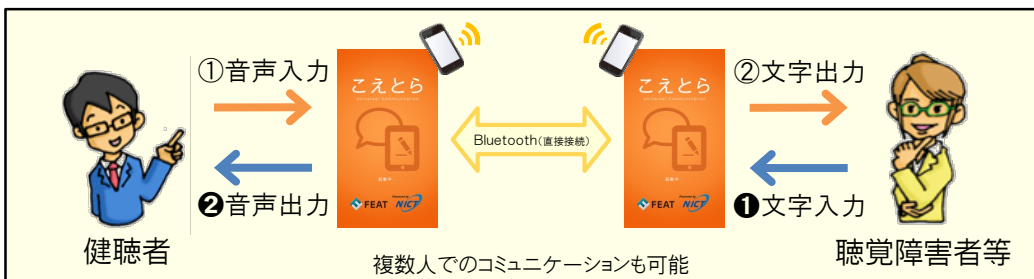 ①音声入力
こえとら
FEAT
NICT
❷音声出力
健聴者
Bluetooth(直接接続)
こえとら
FEAT
NICT
②文字出力
❶文字入力
聴覚障害者等
複数人でのコミュニケーションも可能